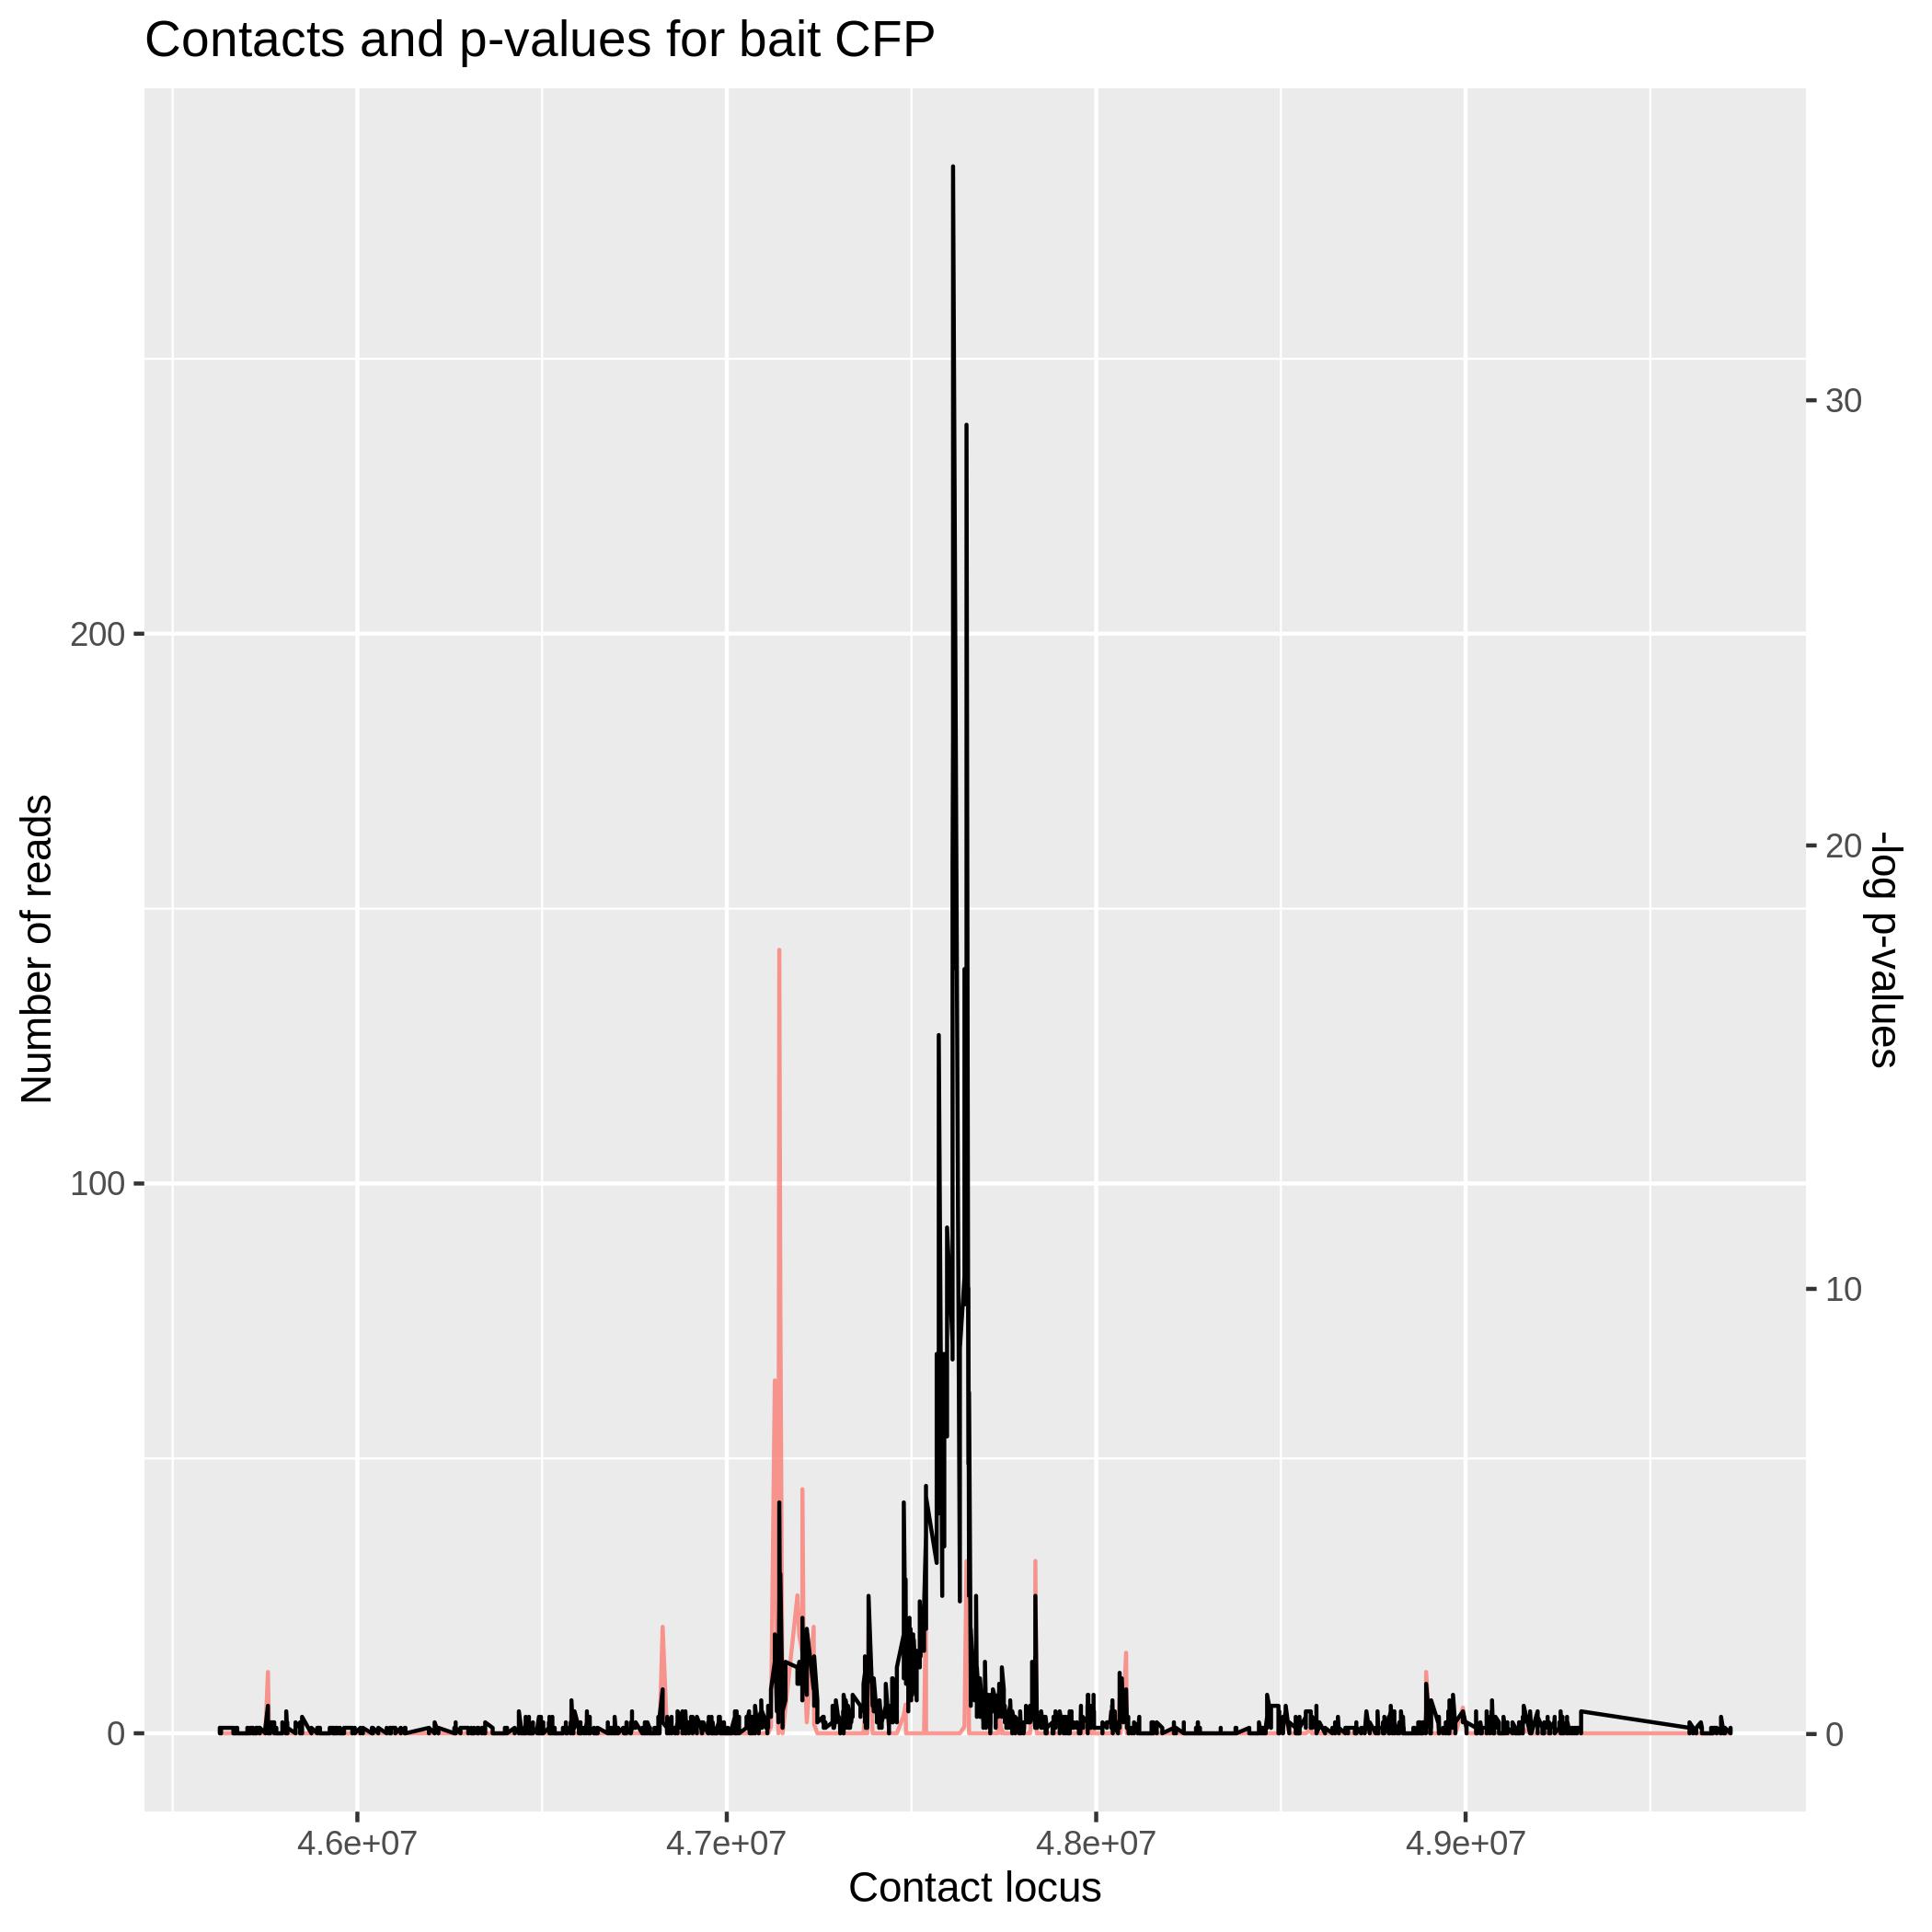 Contacts and p-values for bait CFP
Number of reads
200
100
0
30
20
10
0
-log p-values
4.6e+07
4.7e+07
4.8e+07
4.9e+07
Contact locus